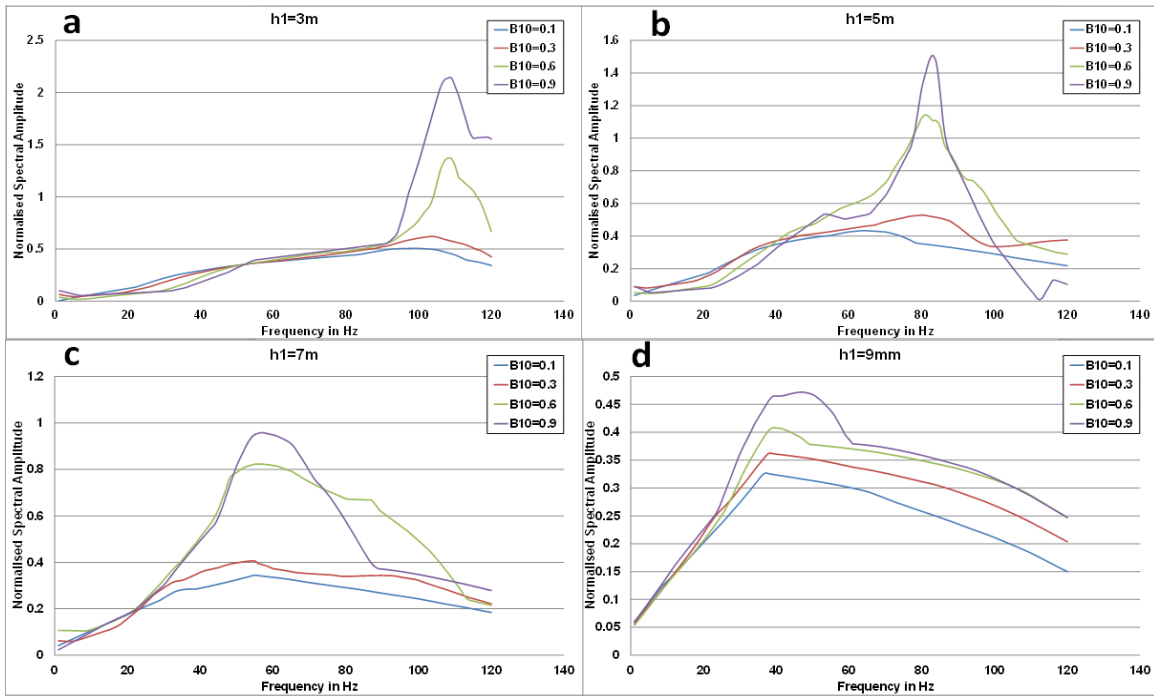 a
h1=3m
B10=0.1
B10=0.3
B10=0.6
B10=0.9
Normalised Spectral Amplitude
2.5
2
1.5
1
0.5
0
0 20 40 60 80 100 120 140
Frequency in Hz
b
h1=5m
B10=0.1
B10=0.3
B10=0.6
B10=0.9
Normalised Spectral Amplitude
1.6
1.4
1.2
1
0.8
0.6
0.4
0.2
0
0 20 40 60 80 100 120 140
Frequency in Hz
c
h1=7m
B10=0.1
B10=0.3
B10=0.6
B10=0.9
Normalised Spectral Amplitude
1.2
1
0.8
0.6
0.4
0.2
0
0 20 40 60 80 100 120 140
Frequency in Hz
d
h1=9mm
B10=0.1
B10=0.3
B10=0.6
B10=0.9
Normalised Spectral Amplitude
0.5
0.45
0.4
0.35
0.3
0.25
0.2
0.15
0.1
0.05
0
0 20 40 60 80 100 120 140
Frequency in Hz